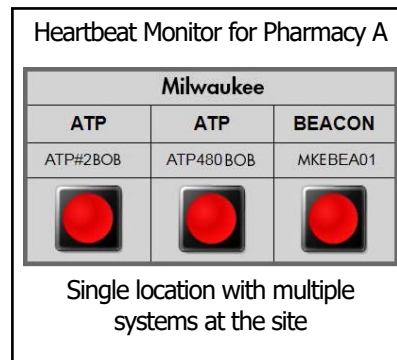 Heartbeat Monitor for Pharmacy A
Milwaukee
ATP ATP BEACON
ATP#2BOB ATP480BOB MKEBEA01
Single location with multiple
systems at the site